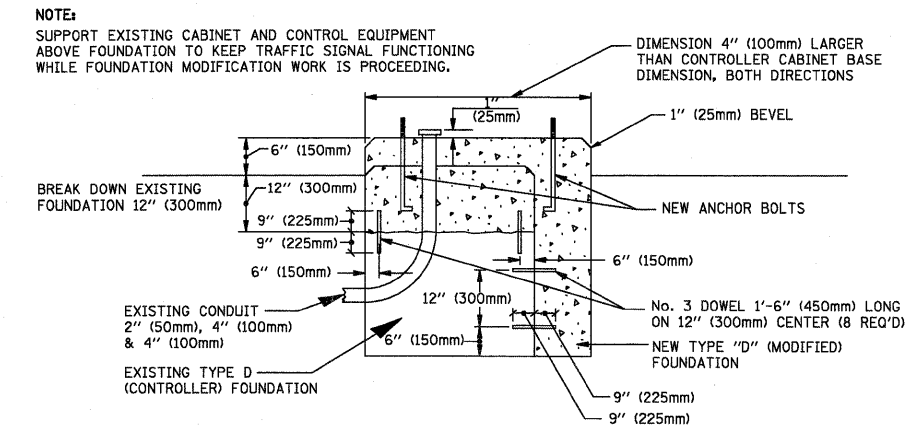 NOTE:
SUPPORT EXISTING CABINET AND CONTROL EQUIPMENT
ABOVE FOUNDATION TO KEEP TRAFFIC SIGNAL FUNCTIONING
WHILE FOUNDATION MODIFICATION WORK IS PROCEEDING.
DIMENSION 4" (100mm) LARGER
THAN CONTROLLER CABINET BASE
DIMENSION, BOTH DIRECTIONS
1"
(25mm)
1" (25mm) BEVEL
6" (150mm)
BREAK DOWN EXISTING
FOUNDATION 12" (300mm)
12" (300mm)
NEW ANCHOR BOLTS
9" (225mm)
9" (225mm)
6" (150mm)
6" (150mm)
EXISTING CONDUIT
2" (50mm), 4" (100mm)
& 4" (100mm)
12" (300mm)
No. 3 DOWEL 1'-6" (450mm) LONG
ON 12" (300mm) CENTER (8 REQ'D)
6" (150mm)
NEW TYPE "D" (MODIFIED)
FOUNDATION
EXISTING TYPE D
(CONTROLLER) FOUNDATION
9" (225mm)
9" (225mm)